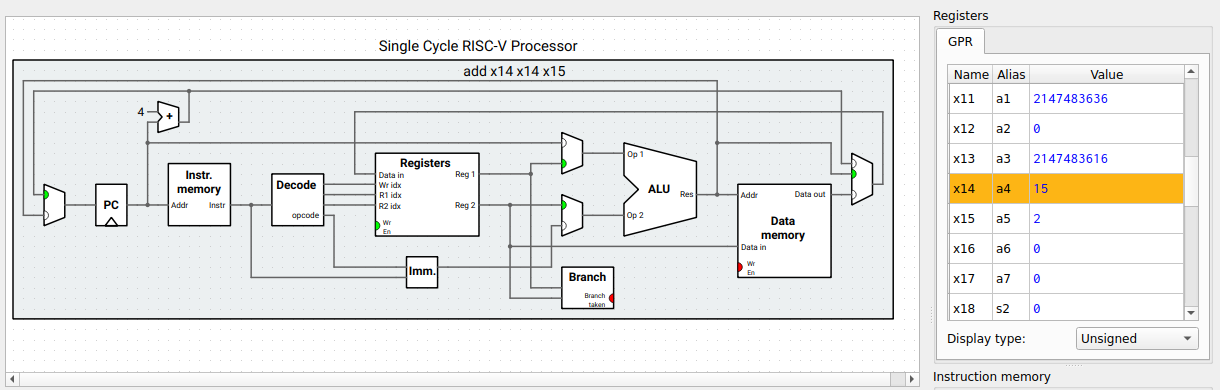 Single Cycle RISC-V Processor
add x14 x14 x15
4
+
PC
Instr.
memory
Addr
Instr
Decode
opcode
Registers
Data in
Wr idx
R1 idx
R2 idx
Wr
En
Reg 1
Reg 2
Imm.
Branch
Branch
taken
Op 1
ALU
Res
Op 2
Addr
Data out
Data
memory
Data in
Wr
En
Registers
GPR
Name Alias Value
x11 a1 2147483636
x12 a2 0
x13 a3 2147483616
x14 a4 15
x15 a5 2
x16 a6 0
x17 a7 0
x18 s2 0
Display type: Unsigned
Instruction memory